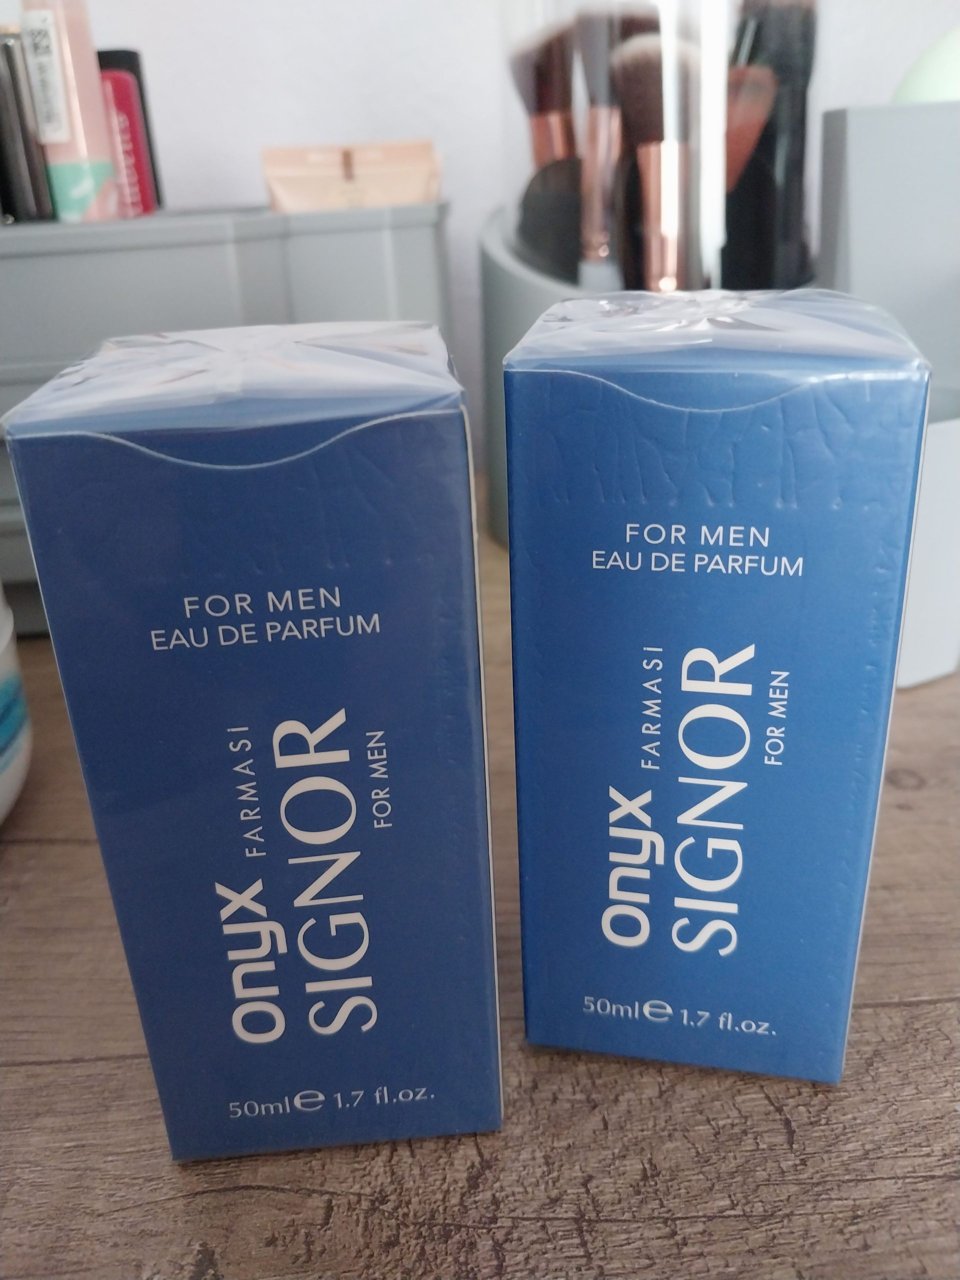 FOR MEN
EAU DE PARFUM
onyx FARMASI
SIGNOR
FOR MEN
50ml℮ 1.7 fl.oz.
FOR MEN
EAU DE PARFUM
onyx FARMASI
SIGNOR
FOR MEN
50ml℮ 1.7 fl.oz.